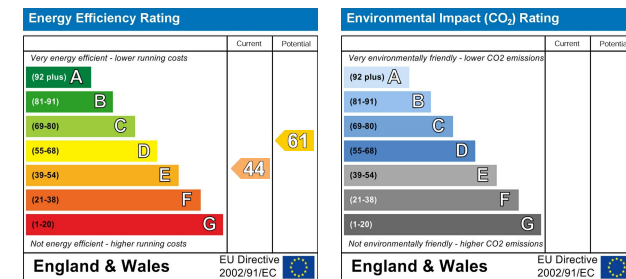 Energy Efficiency Rating
Current Potential
Very energy efficient - lower running costs
(92 plus) A
(81-91) B
(69-80) C
(55-68) D
(39-54) E
(21-38) F
(1-20) G
61
44
Not energy efficient - higher running costs
England & Wales
EU Directive
2002/91/EC
Environmental Impact (CO₂) Rating
Current Potential
Very environmentally friendly - lower CO2 emissions
(92 plus) A
(81-91) B
(69-80) C
(55-68) D
(39-54) E
(21-38) F
(1-20) G
Not environmentally friendly - higher CO2 emissions
England & Wales
EU Directive
2002/91/EC